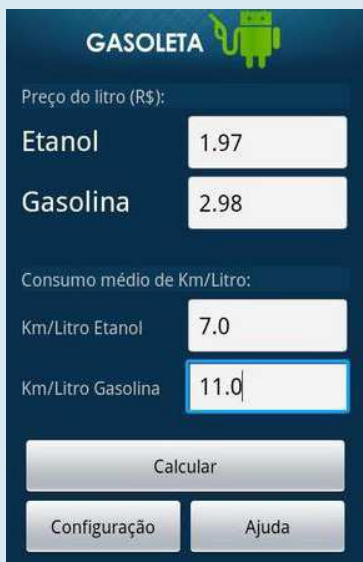 GASOLETA
Preço do litro (R$):
Etanol 1.97
Gasolina 2.98
Consumo médio de Km/Litro:
Km/Litro Etanol 7.0
Km/Litro Gasolina 11.0
Calcular
Configuração Ajuda